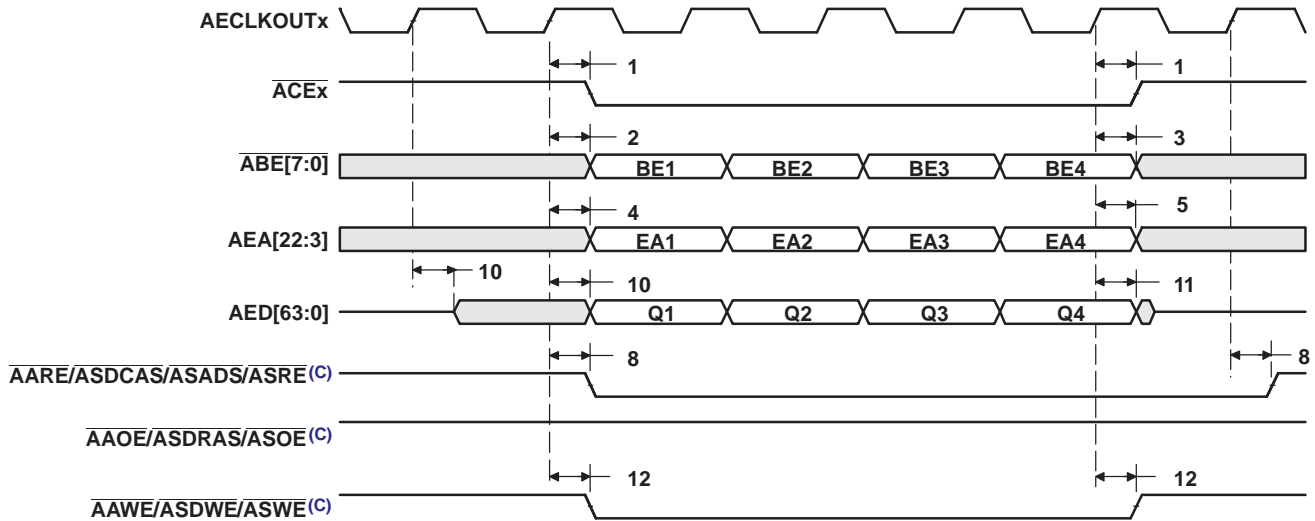 AECLKOUTx
1 1
ACEx
2 3
ABE[7:0] BE1 BE2 BE3 BE4
4 5
AEA[22:3] EA1 EA2 EA3 EA4
10 10 11
AED[63:0] Q1 Q2 Q3 Q4
8 8
AARE/ASDCAS/ASADS/ASRE(C)
AAOE/ASDRAS/ASOE(C)
12 12
AAWE/ASDWE/ASWE(C)